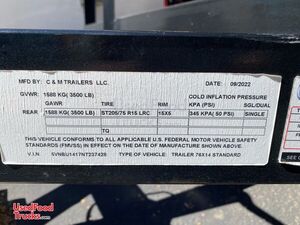 MFD BY: C & M TRAILERS LLC.
DATE: 09/2022
GVWR: 1588 KG( 3500 LB)
COLD INFLATION PRESSURE
GAWR TIRE RIM KPA (PSI) SGL/DUAL
REAR 1588 KG( 3500 LB) ST205/75 R15 LRC 15X5 345 KPA( 50 PSI) SINGLE
TQ
THIS VEHICLE CONFORMS TO ALL APPLICABLE U.S. FEDERAL MOTOR VEHICLE SAFETY
STANDARDS (FMVSS) IN EFFECT ON THE DATE OF MANUFACTURE SHOWN ABOVE.
V.I.N. 5VNBU1417NT237425 TYPE OF VEHICLE: TRAILER 76X14 STANDARD